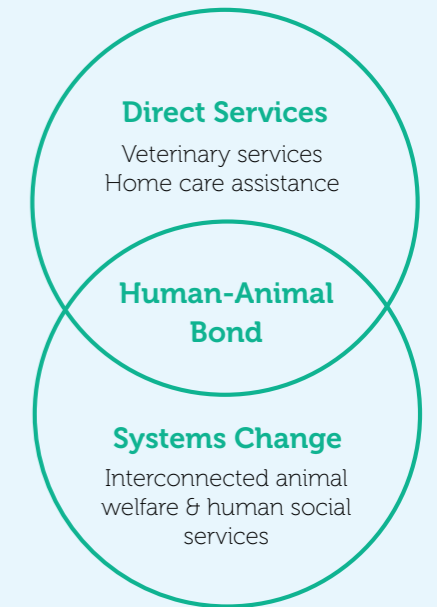 Direct Services
Veterinary services
Home care assistance
Human-Animal
Bond
Systems Change
Interconnected animal
welfare & human social
services